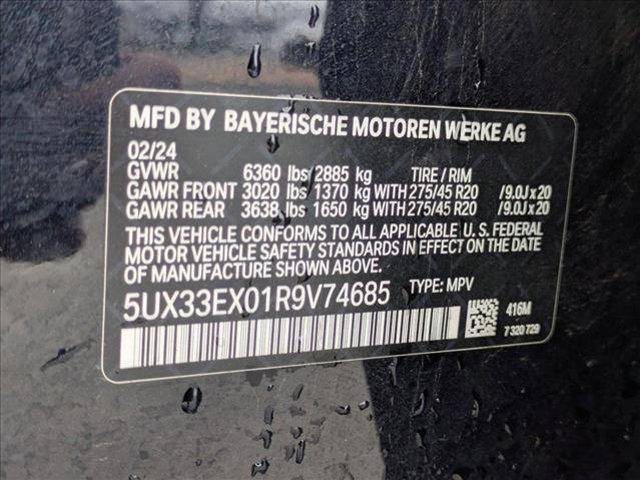 MFD BY BAYERISCHE MOTOREN WERKE AG
02/24
GVWR 6360 lbs 2885 kg TIRE / RIM
GAWR FRONT 3020 lbs 1370 kg WITH 275/45 R20 /9.0J x 20
GAWR REAR 3638 lbs 1650 kg WITH 275/45 R20 /9.0J x 20
THIS VEHICLE CONFORMS TO ALL APPLICABLE U. S. FEDERAL
MOTOR VEHICLE SAFETY STANDARDS IN EFFECT ON THE DATE
OF MANUFACTURE SHOWN ABOVE.
5UX33EX01R9V74685 TYPE: MPV
416M
7 320 729